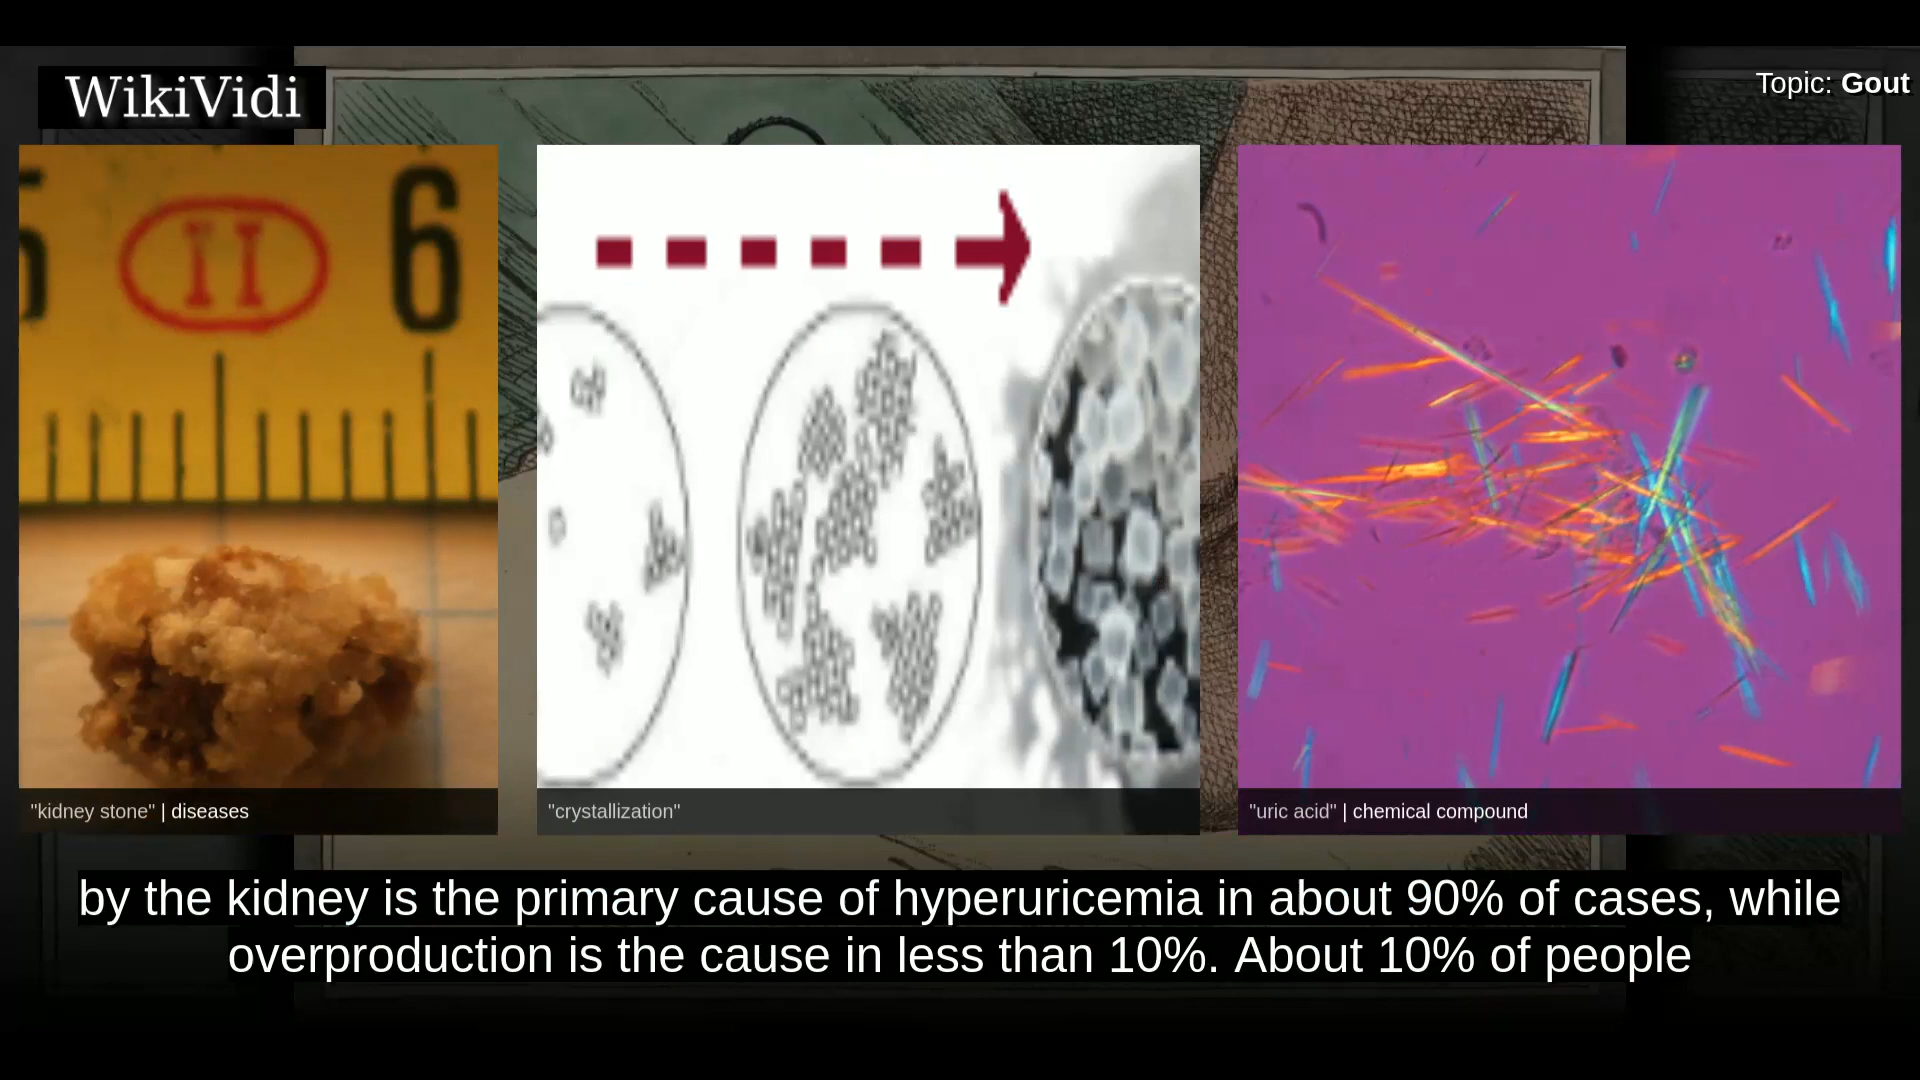 WikiVidi
Topic: Gout
5 II 6
"kidney stone" | diseases
"crystallization"
"uric acid" | chemical compound
by the kidney is the primary cause of hyperuricemia in about 90% of cases, while
overproduction is the cause in less than 10%. About 10% of people